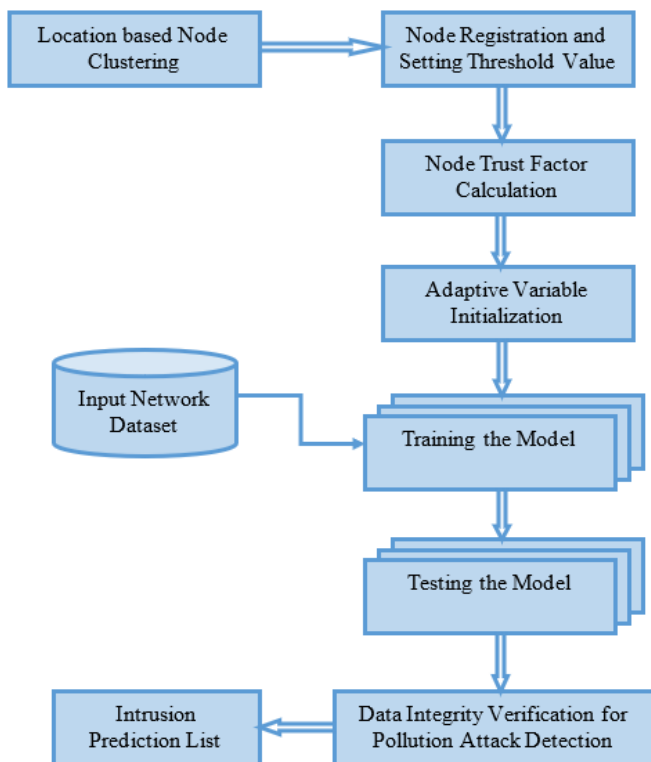 Location based Node
Clustering
Node Registration and
Setting Threshold Value
Node Trust Factor
Calculation
Adaptive Variable
Initialization
Input Network
Dataset
Training the Model
Testing the Model
Data Integrity Verification for
Pollution Attack Detection
Intrusion
Prediction List